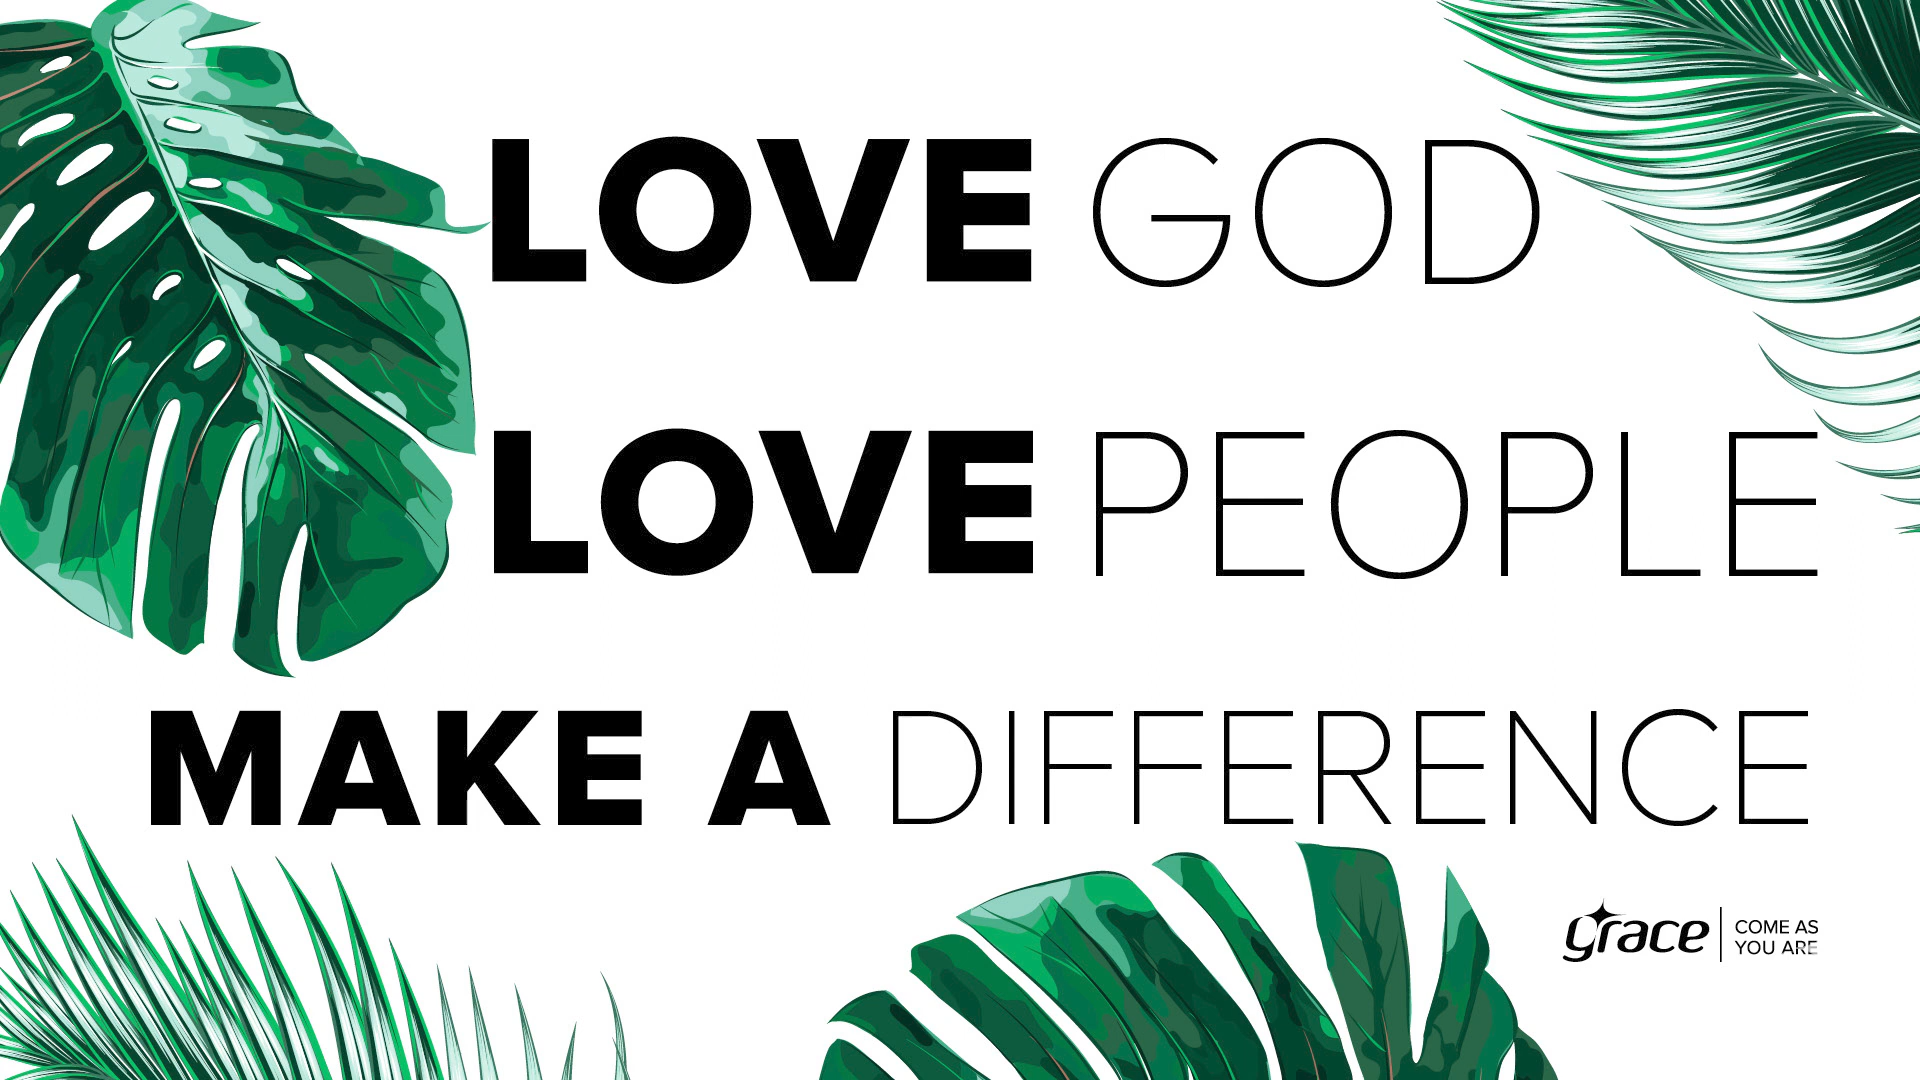 LOVE GOD
LOVE PEOPLE
MAKE A DIFFERENCE
grace
COME AS
YOU ARE